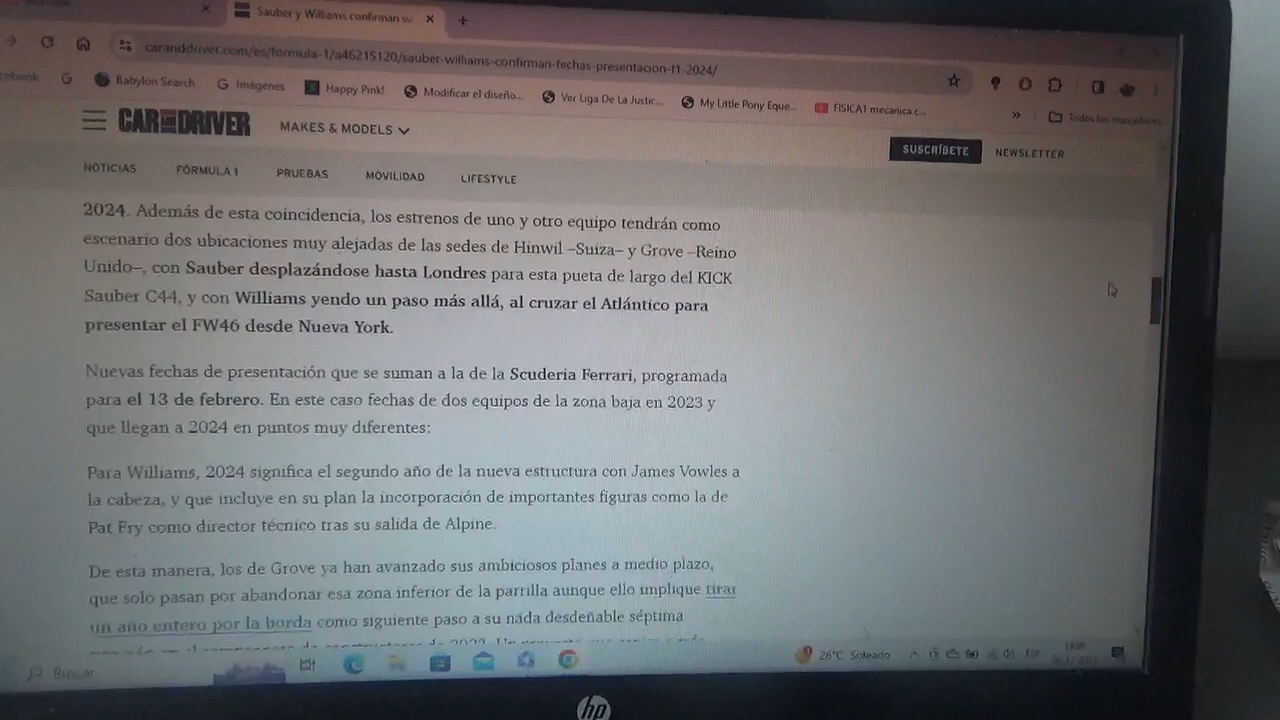 Sauber y Williams confirman su
caranddriver.com/es/formula-1/a46215120/sauber-williams-confirman-fechas-presentacion-f1-2024/
cebook G Babylon Search G Imágenes Happy Pink! Modificar el diseño... Ver Liga De La Justic... My Little Pony Eque... FISICA1 mecanica c... » Todos los marcadores
CAR AND DRIVER MAKES & MODELS
SUSCRÍBETE NEWSLETTER
NOTICIAS FÓRMULA 1 PRUEBAS MOVILIDAD LIFESTYLE
2024. Además de esta coincidencia, los estrenos de uno y otro equipo tendrán como
escenario dos ubicaciones muy alejadas de las sedes de Hinwil –Suiza– y Grove –Reino
Unido–, con Sauber desplazándose hasta Londres para esta pueta de largo del KICK
Sauber C44, y con Williams yendo un paso más allá, al cruzar el Atlántico para
presentar el FW46 desde Nueva York.
Nuevas fechas de presentación que se suman a la de la Scuderia Ferrari, programada
para el 13 de febrero. En este caso fechas de dos equipos de la zona baja en 2023 y
que llegan a 2024 en puntos muy diferentes:
Para Williams, 2024 significa el segundo año de la nueva estructura con James Vowles a
la cabeza, y que incluye en su plan la incorporación de importantes figuras como la de
Pat Fry como director técnico tras su salida de Alpine.
De esta manera, los de Grove ya han avanzado sus ambiciosos planes a medio plazo,
que solo pasan por abandonar esa zona inferior de la parrilla aunque ello implique tirar
un año entero por la borda como siguiente paso a su nada desdeñable séptima
Buscar 26°C Soleado ESP
hp